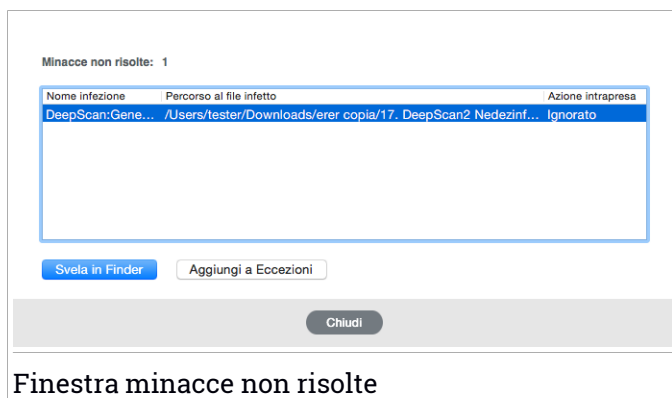 Minacce non risolte: 1
Nome infezione Percorso al file infetto Azione intrapresa
DeepScan:Gene... /Users/tester/Downloads/erer copia/17. DeepScan2 Nedezinf... Ignorato
Svela in Finder Aggiungi a Eccezioni
Chiudi
Finestra minacce non risolte